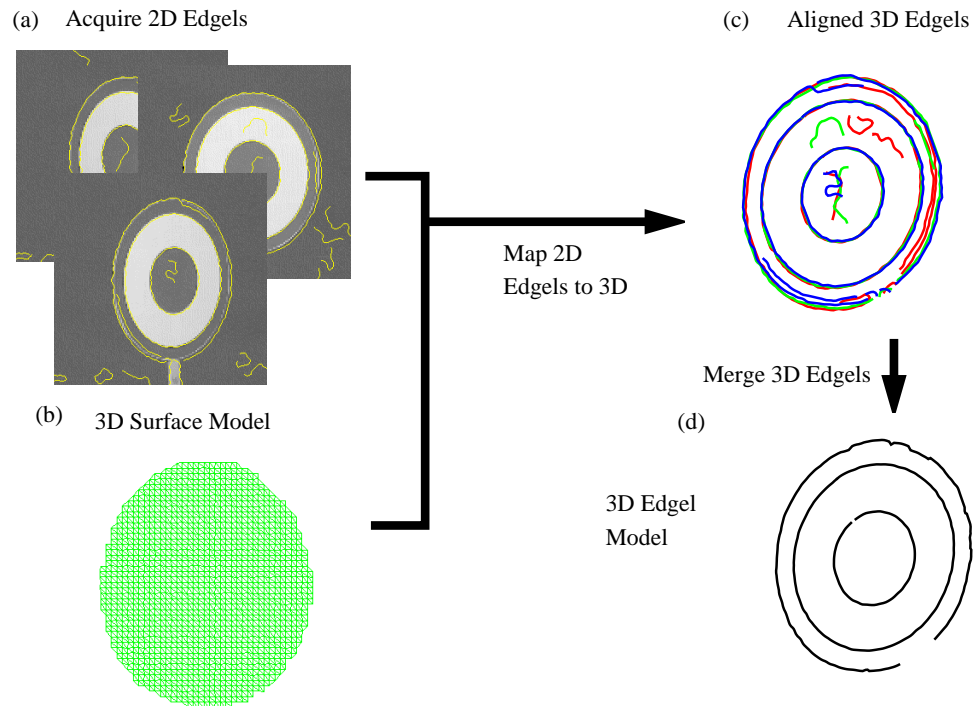 (a) Acquire 2D Edgels
(c) Aligned 3D Edgels
Map 2D
Edgels to 3D
Merge 3D Edgels
(b) 3D Surface Model
(d)
3D Edgel
Model